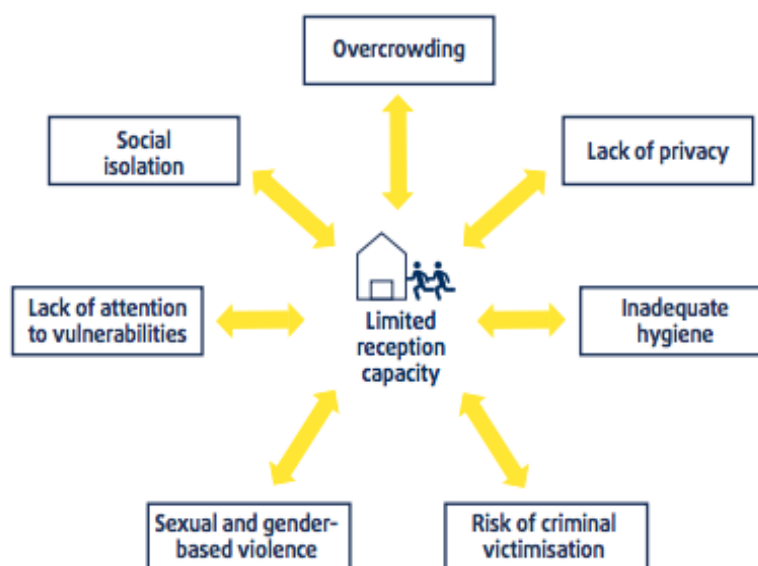 Overcrowding
Social
isolation
Lack of privacy
Limited
reception
capacity
Lack of attention
to vulnerabilities
Inadequate
hygiene
Sexual and gender-
based violence
Risk of criminal
victimisation